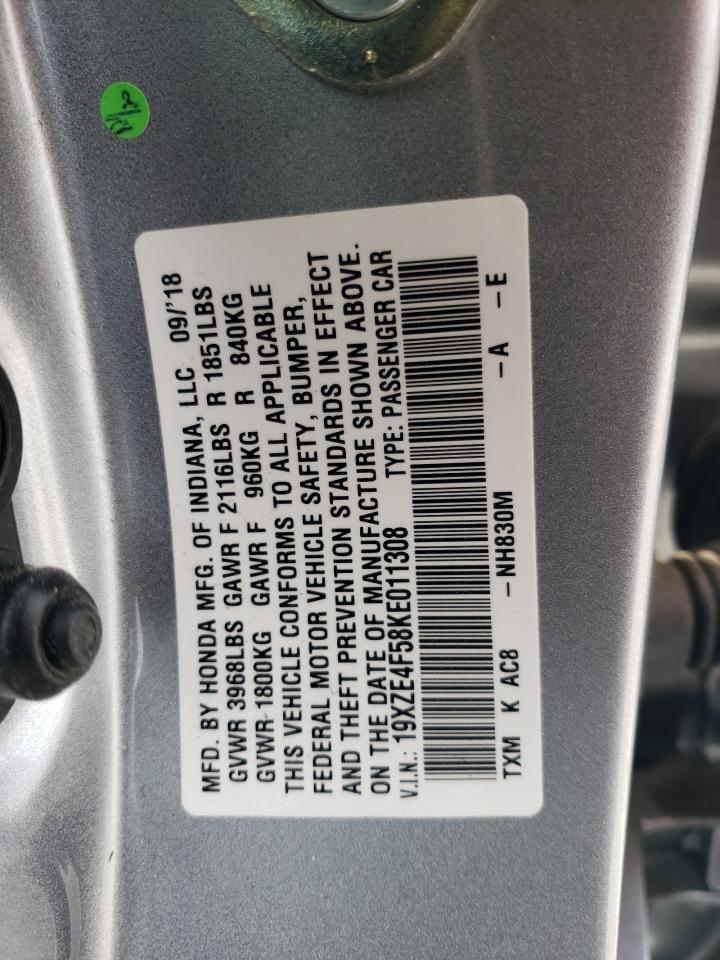 MFD. BY HONDA MFG. OF INDIANA, LLC 09/'18
GVWR 3968LBS GAWR F 2116LBS R 1851LBS
GVWR 1800KG GAWR F 960KG R 840KG
THIS VEHICLE CONFORMS TO ALL APPLICABLE
FEDERAL MOTOR VEHICLE SAFETY, BUMPER,
AND THEFT PREVENTION STANDARDS IN EFFECT
ON THE DATE OF MANUFACTURE SHOWN ABOVE.
V.I.N.: 19XZE4F58KE011308 TYPE: PASSENGER CAR
TXM K AC8 -NH830M -A -E